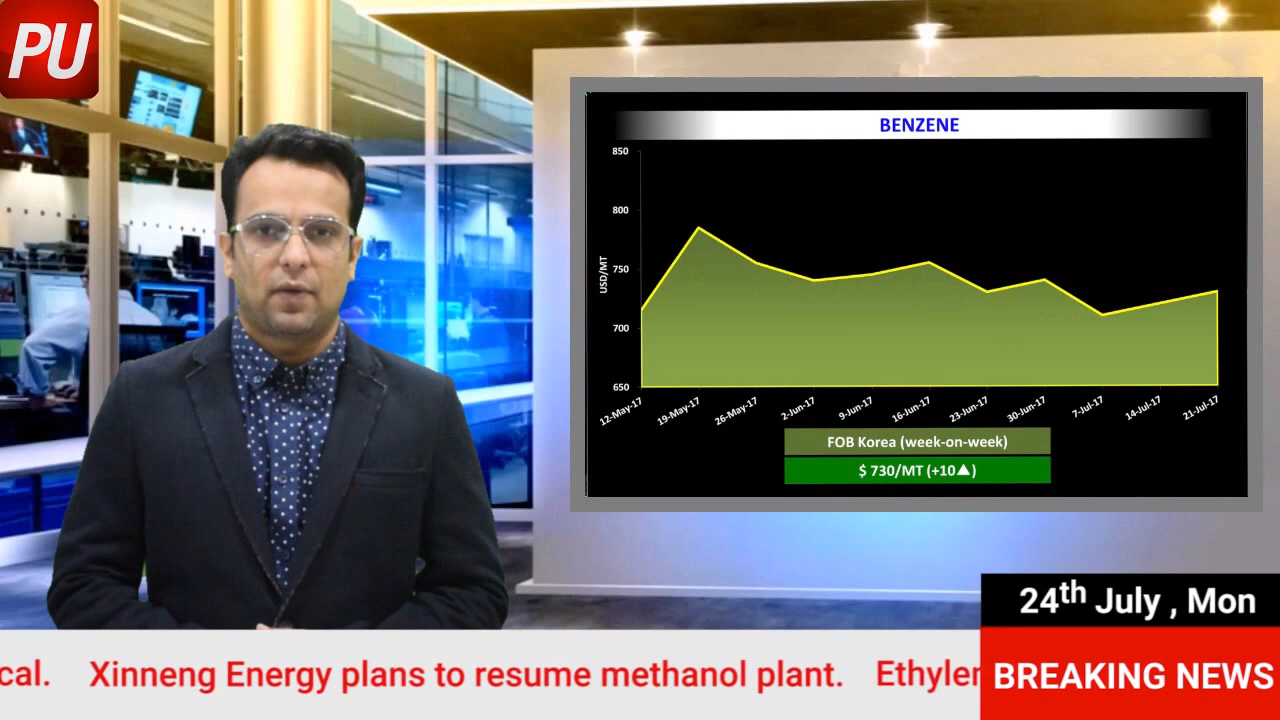 PU
BENZENE
850
800
750
700
650
USD/MT
12-May-17
19-May-17
26-May-17
2-Jun-17
9-Jun-17
16-Jun-17
23-Jun-17
30-Jun-17
7-Jul-17
14-Jul-17
21-Jul-17
FOB Korea (week-on-week)
$ 730/MT (+10▲)
24th July , Mon
cal. Xinneng Energy plans to resume methanol plant. Ethyler
BREAKING NEWS